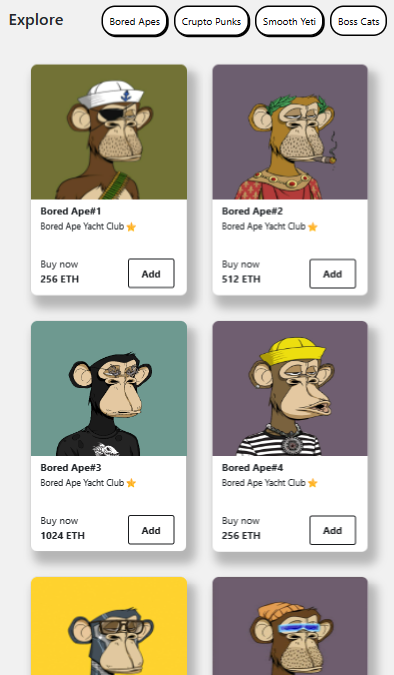 Explore
Bored Apes
Crupto Punks
Smooth Yeti
Boss Cats
Bored Ape#1
Bored Ape Yacht Club ⭐
Buy now
256 ETH
Add
Bored Ape#2
Bored Ape Yacht Club ⭐
Buy now
512 ETH
Add
Bored Ape#3
Bored Ape Yacht Club ⭐
Buy now
1024 ETH
Add
Bored Ape#4
Bored Ape Yacht Club ⭐
Buy now
256 ETH
Add